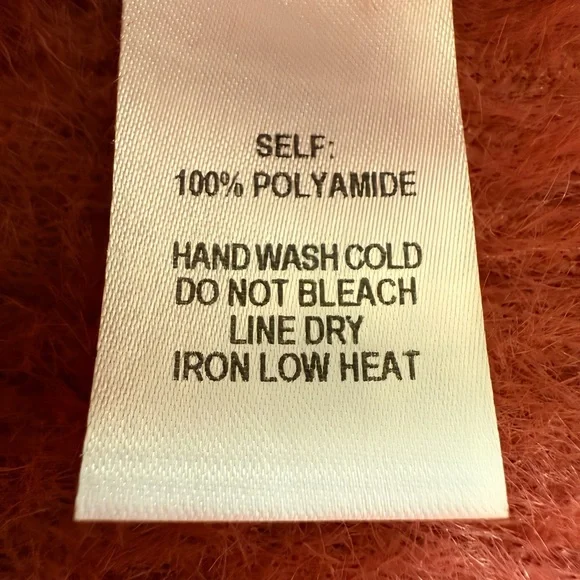 SELF:
100% POLYAMIDE
HAND WASH COLD
DO NOT BLEACH
LINE DRY
IRON LOW HEAT